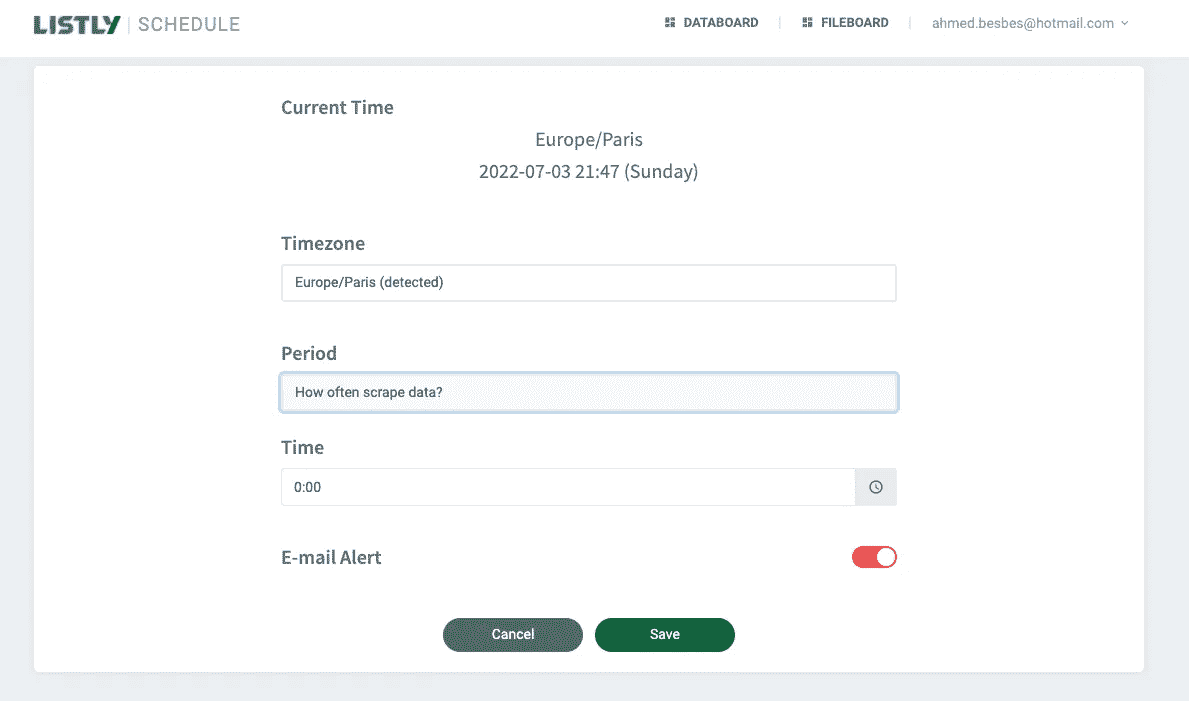 LISTLY | SCHEDULE DATABOARD | FILEBOARD | ahmed.besbes@hotmail.com
Current Time
Europe/Paris
2022-07-03 21:47 (Sunday)
Timezone
Europe/Paris (detected)
Period
How often scrape data?
Time
0:00
E-mail Alert
Cancel Save